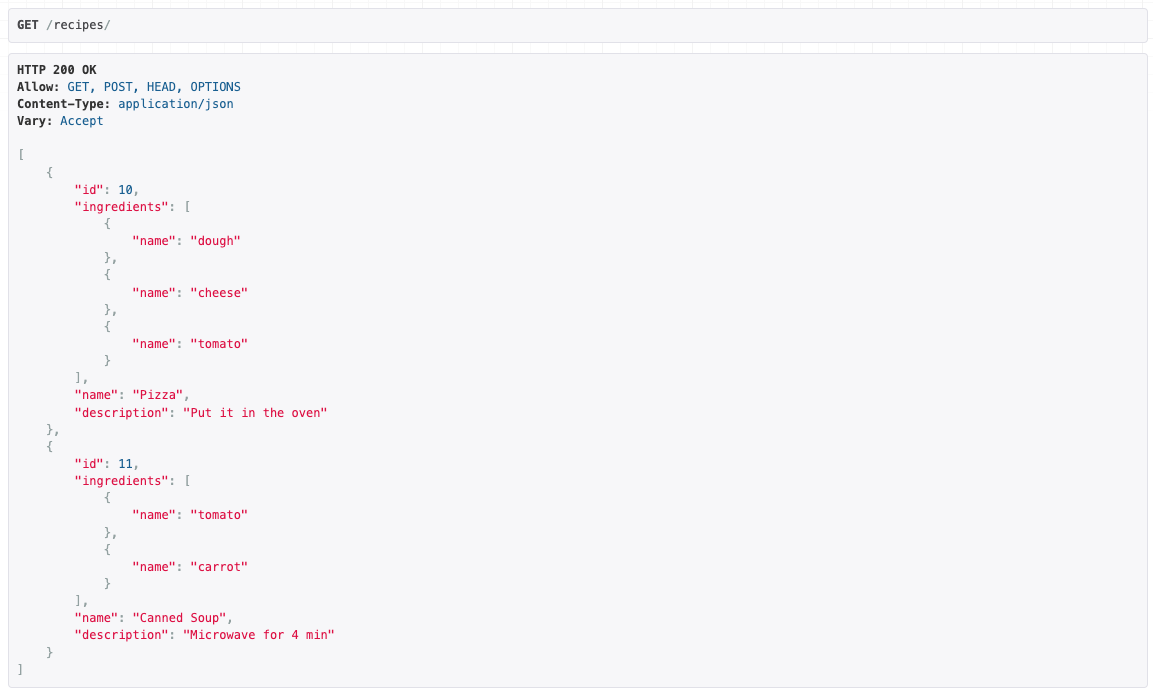 GET /recipes/
HTTP 200 OK
Allow: GET, POST, HEAD, OPTIONS
Content-Type: application/json
Vary: Accept
[
    {
        "id": 10,
        "ingredients": [
            {
                "name": "dough"
            },
            {
                "name": "cheese"
            },
            {
                "name": "tomato"
            }
        ],
        "name": "Pizza",
        "description": "Put it in the oven"
    },
    {
        "id": 11,
        "ingredients": [
            {
                "name": "tomato"
            },
            {
                "name": "carrot"
            }
        ],
        "name": "Canned Soup",
        "description": "Microwave for 4 min"
    }
]